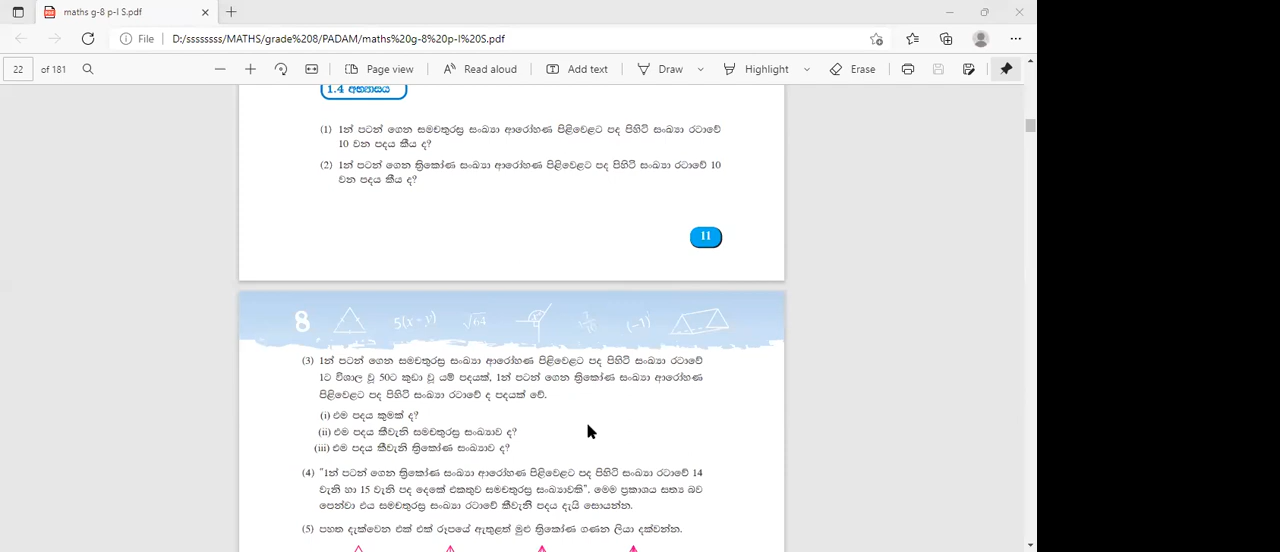 maths g-8 p-I S.pdf
File D:/ssssssss/MATHS/grade%208/PADAM/maths%20g-8%20p-I%20S.pdf
22 of 181 Page view Read aloud Add text Draw Highlight Erase
1.4 අභ්‍යාසය
(1) 1න් පටන් ගෙන සමචතුරස්‍ර සංඛ්‍යා ආරෝහණ පිළිවෙළට පද පිහිටි සංඛ්‍යා රටාවේ
10 වන පදය කීය ද?
(2) 1න් පටන් ගෙන ත්‍රිකෝණ සංඛ්‍යා ආරෝහණ පිළිවෙළට පද පිහිටි සංඛ්‍යා රටාවේ 10
වන පදය කීය ද?
11
8 5(x - y) √64 7/10 (-1)
(3) 1න් පටන් ගෙන සමචතුරස්‍ර සංඛ්‍යා ආරෝහණ පිළිවෙළට පද පිහිටි සංඛ්‍යා රටාවේ
1ට විශාල වූ 50ට කුඩා වූ යම් පදයක්, 1න් පටන් ගෙන ත්‍රිකෝණ සංඛ්‍යා ආරෝහණ
පිළිවෙළට පද පිහිටි සංඛ්‍යා රටාවේ ද පදයක් වේ.
(i) එම පදය කුමක් ද?
(ii) එම පදය කීවැනි සමචතුරස්‍ර සංඛ්‍යාව ද?
(iii) එම පදය කීවැනි ත්‍රිකෝණ සංඛ්‍යාව ද?
(4) "1න් පටන් ගෙන ත්‍රිකෝණ සංඛ්‍යා ආරෝහණ පිළිවෙළට පද පිහිටි සංඛ්‍යා රටාවේ 14
වැනි හා 15 වැනි පද දෙකේ එකතුව සමචතුරස්‍ර සංඛ්‍යාවකි". මෙම ප්‍රකාශය සත්‍ය බව
පෙන්වා එය සමචතුරස්‍ර සංඛ්‍යා රටාවේ කීවැනි පදය දැයි සොයන්න.
(5) පහත දැක්වෙන එක් එක් රූපයේ ඇතුළත් මුළු ත්‍රිකෝණ ගණන ලියා දක්වන්න.